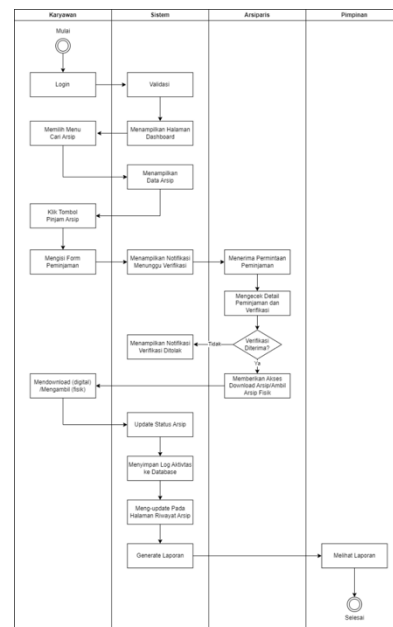 Karyawan
Sistem
Arsiparis
Pimpinan
Mulai
Login
Validasi
Memilih Menu
Cari Arsip
Menampilkan Halaman
Dashboard
Menampilkan
Data Arsip
Klik Tombol
Pinjam Arsip
Mengisi Form
Peminjaman
Menampilkan Notifikasi
Menunggu Verifikasi
Menerima Permintaan
Peminjaman
Mengecek Detail
Peminjaman dan
Verifikasi
Menampilkan Notifikasi
Verifikasi Ditolak
Tidak
Verifikasi
Diterima?
Ya
Mendownload (digital)
/Mengambil (fisik)
Memberikan Akses
Download Arsip/Ambil
Arsip Fisik
Update Status Arsip
Menyimpan Log Aktivitas
ke Database
Meng-update Pada
Halaman Riwayat Arsip
Generate Laporan
Melihat Laporan
Selesai